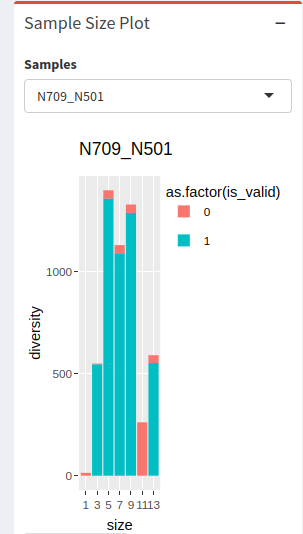 Sample Size Plot
Samples
N709_N501
N709_N501
as.factor(is_valid)
0
1
1000
500
0
diversity
1 3 5 7 9 11 13
size